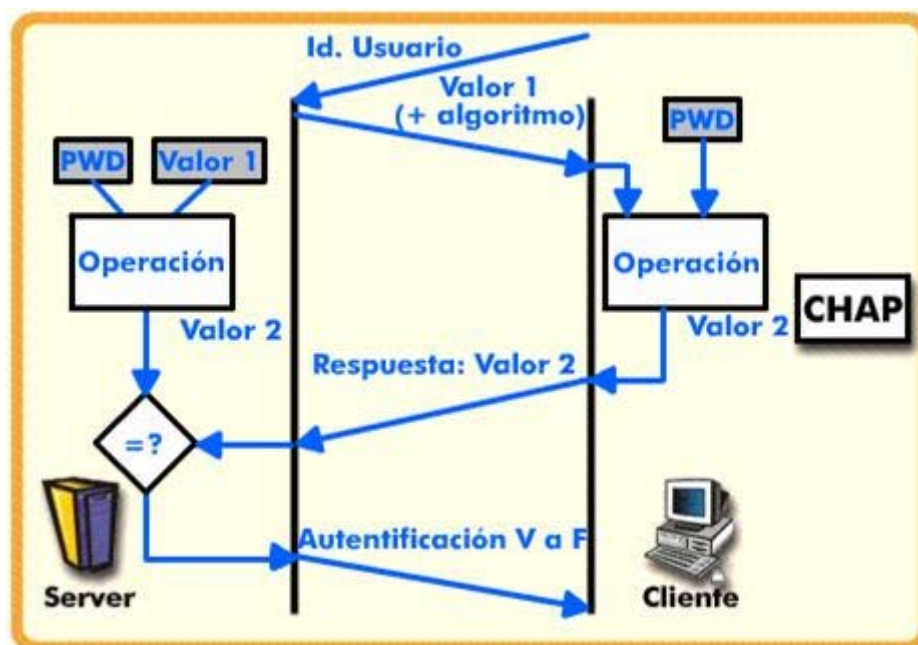 Id. Usuario
Valor 1
(+ algoritmo)
PWD
PWD
Valor 1
Operación
Operación
CHAP
Valor 2
Valor 2
Respuesta: Valor 2
=?
Autentificación V a F
Server
Cliente